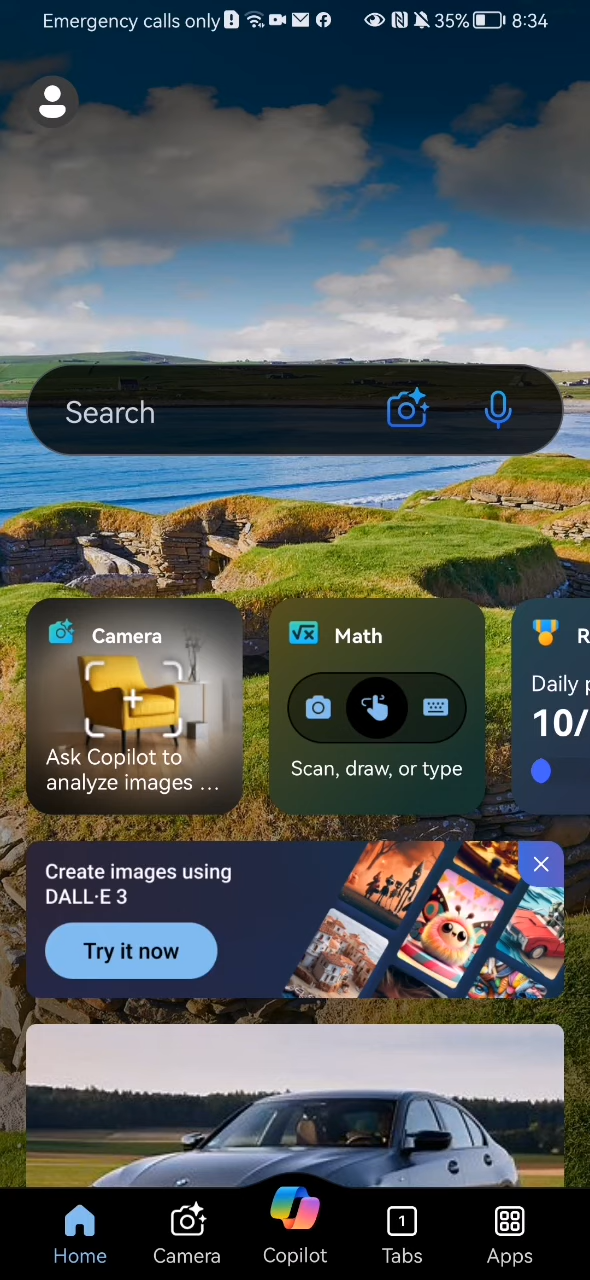 Emergency calls only
35%
8:34
Search
Camera
Ask Copilot to
analyze images ...
Math
Scan, draw, or type
R
Daily p
10/
Create images using
DALL·E 3
Try it now
1
Home
Camera
Copilot
Tabs
Apps